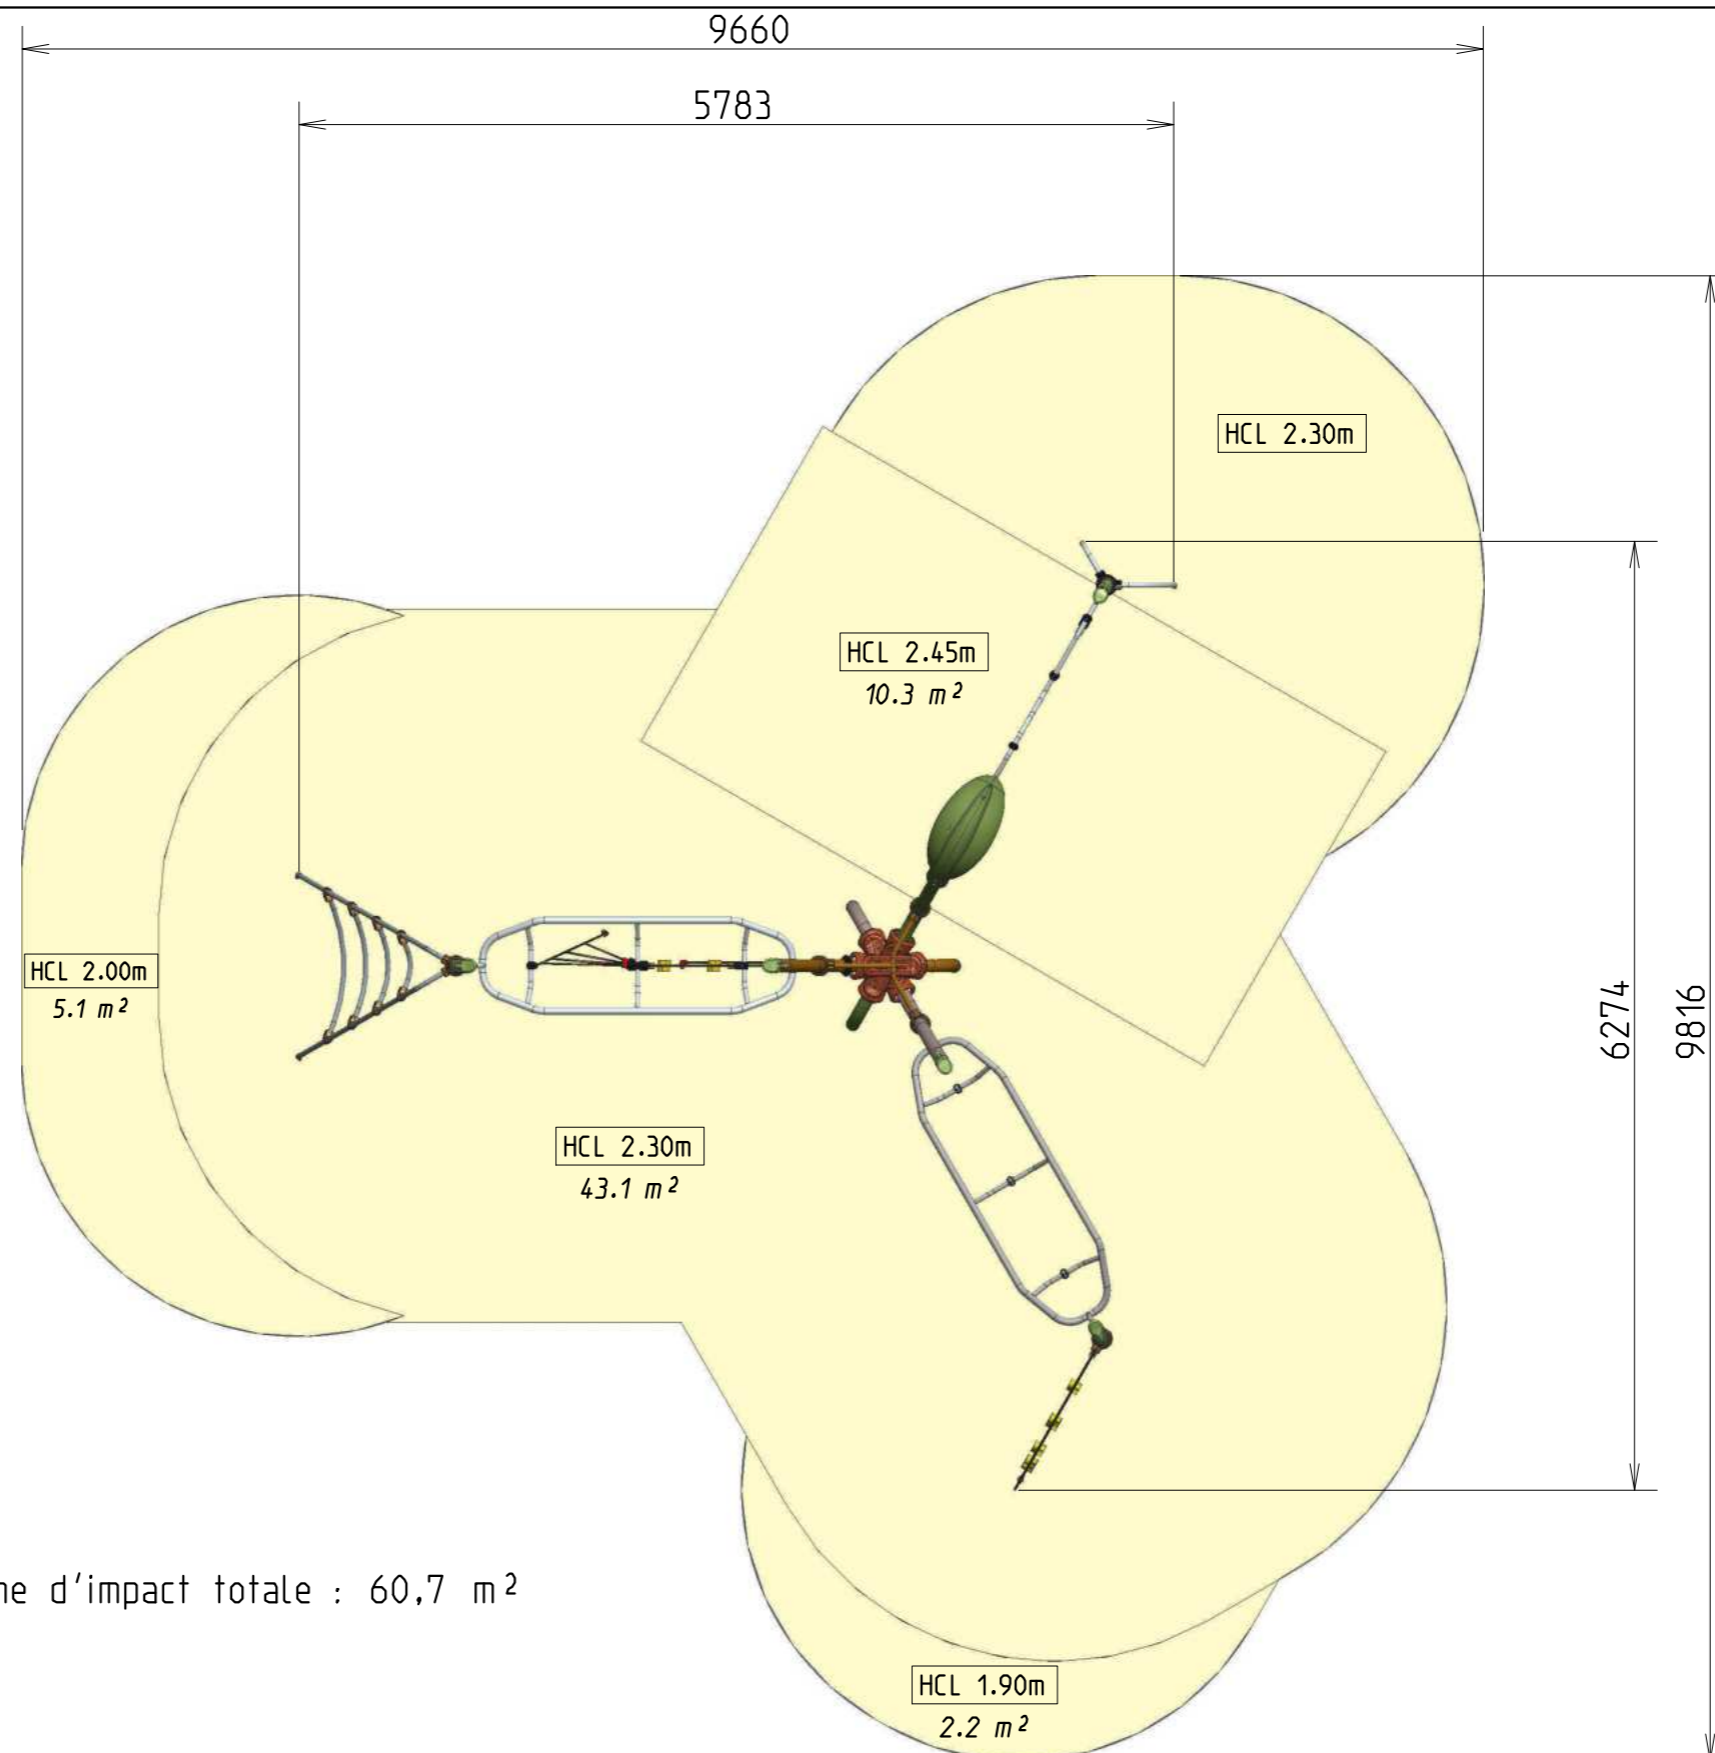 9660
5783
HCL 2.30m
HCL 2.45m
10.3 m²
HCL 2.00m
5.1 m²
6274
9816
HCL 2.30m
43.1 m²
ne d'impact totale : 60,7 m²
HCL 1.90m
2.2 m²